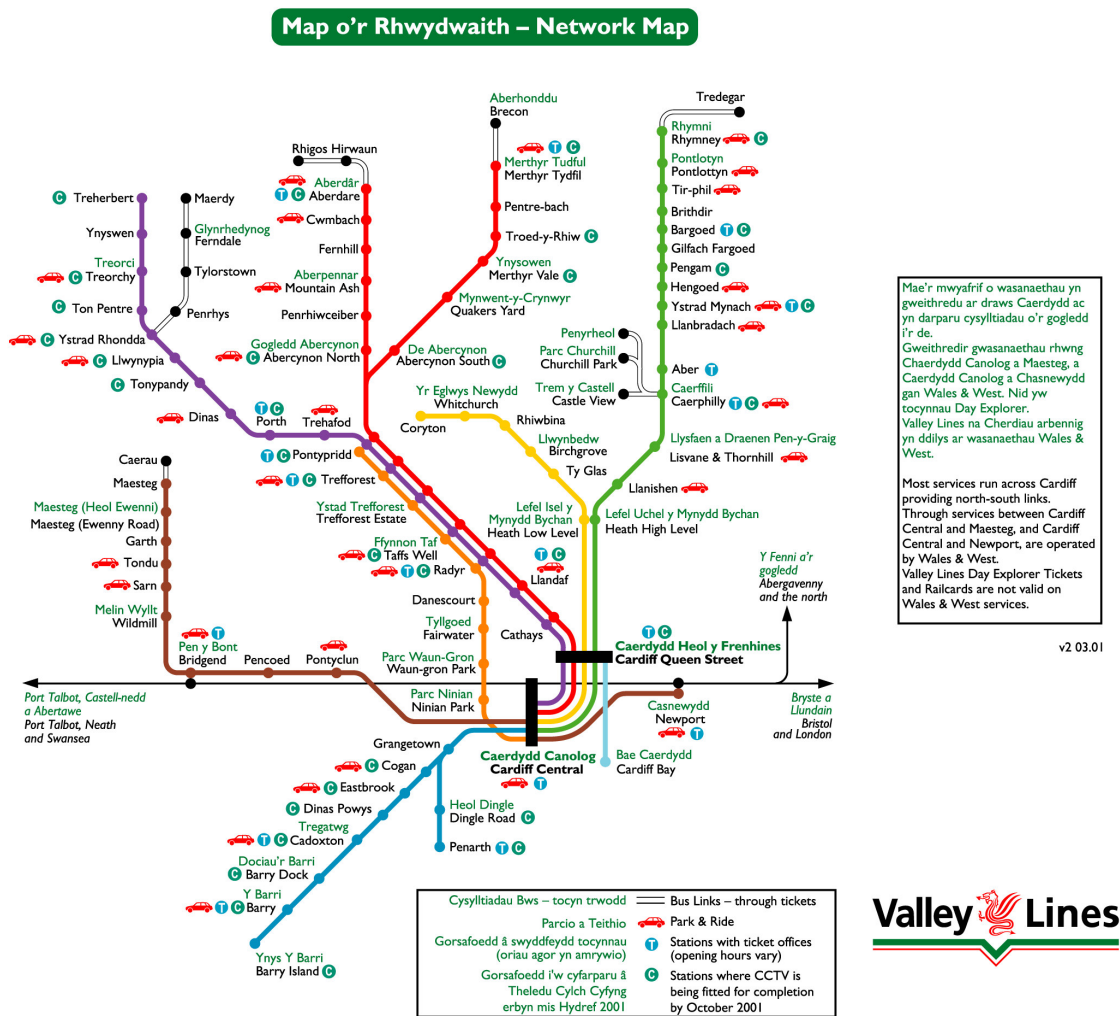 Map o'r Rhwydwaith – Network Map
Aberhonddu
Brecon
Tredegar
Rhymni
Rhymney C
Rhigos Hirwaun
T C
Merthyr Tudful
Merthyr Tydfil
Pontlotyn
Pontlottyn
Aberdâr
T C Aberdare
Tir-phil
C Treherbert
Maerdy
Cwmbach
Pentre-bach
Brithdir
Ynyswen
Glynrhedynog
Ferndale
Fernhill
Troed-y-Rhiw C
Bargoed T C
Gilfach Fargoed
Treorci
C Treorchy
Tylorstown
Aberpennar
Mountain Ash
Ynysowen
Merthyr Vale C
Pengam C
Hengoed
C Ton Pentre
Penrhys
Penrhiwceiber
Mynwent-y-Crynwyr
Quakers Yard
Ystrad Mynach T C
Llanbradach
C Ystrad Rhondda
Gogledd Abercynon
Abercynon North
De Abercynon
Abercynon South C
Penyrheol
Parc Churchill
Churchill Park
Aber T
C Llwynypia
C Tonypandy
Trem y Castell
Castle View
Caerffili
Caerphilly T C
Yr Eglwys Newydd
Whitchurch
Coryton
Rhiwbina
Dinas
T C
Porth
Trehafod
Llwynbedw
Birchgrove
Llysfaen a Draenen Pen-y-Graig
Lisvane & Thornhill
T C Pontypridd
Ty Glas
Caerau
Maesteg
T C Trefforest
Llanishen
Maesteg (Heol Ewenni)
Maesteg (Ewenny Road)
Ystad Trefforest
Trefforest Estate
Lefel Isel y
Mynydd Bychan
Heath Low Level
Lefel Uchel y Mynydd Bychan
Heath High Level
Garth
Ffynnon Taf
C Taffs Well
T C
Llandaf
Tondu
T C Radyr
Sarn
Danescourt
Melin Wyllt
Wildmill
Tyllgoed
Fairwater
Cathays
T C
Caerdydd Heol y Frenhines
Cardiff Queen Street
Y Fenni a'r
gogledd
Abergavenny
and the north
T
Pen y Bont
Bridgend
Pencoed
Pontyclun
Parc Waun-Gron
Waun-gron Park
Port Talbot, Castell-nedd
a Abertawe
Port Talbot, Neath
and Swansea
Parc Ninian
Ninian Park
Casnewydd
Newport
T
Bryste a
Llundain
Bristol
and London
Grangetown
Caerdydd Canolog
Cardiff Central
T
Bae Caerdydd
Cardiff Bay
C Cogan
C Eastbrook
C Dinas Powys
Heol Dingle
Dingle Road C
Tregatwg
T C Cadoxton
Penarth T C
Dociau'r Barri
C Barry Dock
Y Barri
T C Barry
Ynys Y Barri
Barry Island C
Mae'r mwyafrif o wasanaethau yn
gweithredu ar draws Caerdydd ac
yn darparu cysylltiadau o'r gogledd
i'r de.
Gweithredir gwasanaethau rhwng
Chaerdydd Canolog a Maesteg, a
Caerdydd Canolog a Chasnewydd
gan Wales & West. Nid yw
tocynnau Day Explorer.
Valley Lines na Cherdiau arbennig
yn ddilys ar wasanaethau Wales &
West.
Most services run across Cardiff
providing north-south links.
Through services between Cardiff
Central and Maesteg, and Cardiff
Central and Newport, are operated
by Wales & West.
Valley Lines Day Explorer Tickets
and Railcards are not valid on
Wales & West services.
v2 03.01
Cysylltiadau Bws – tocyn trwodd Bus Links – through tickets
Parcio a Teithio Park & Ride
Gorsafoedd â swyddfeydd tocynnau T Stations with ticket offices
(oriau agor yn amrywio) (opening hours vary)
Gorsafoedd i'w cyfarparu â C Stations where CCTV is
Theledu Cylch Cyfyng being fitted for completion
erbyn mis Hydref 2001 by October 2001
Valley Lines